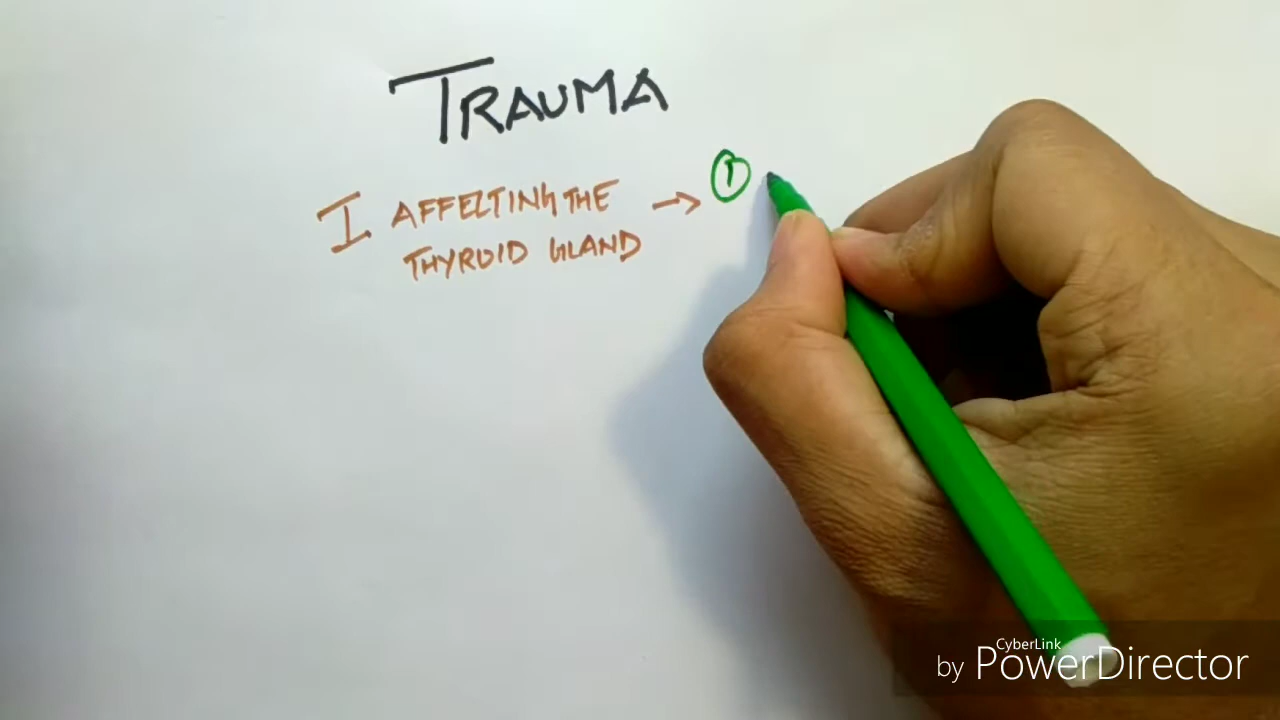 TRAUMA
I AFFECTING THE → ①
THYROID GLAND
CyberLink
by PowerDirector